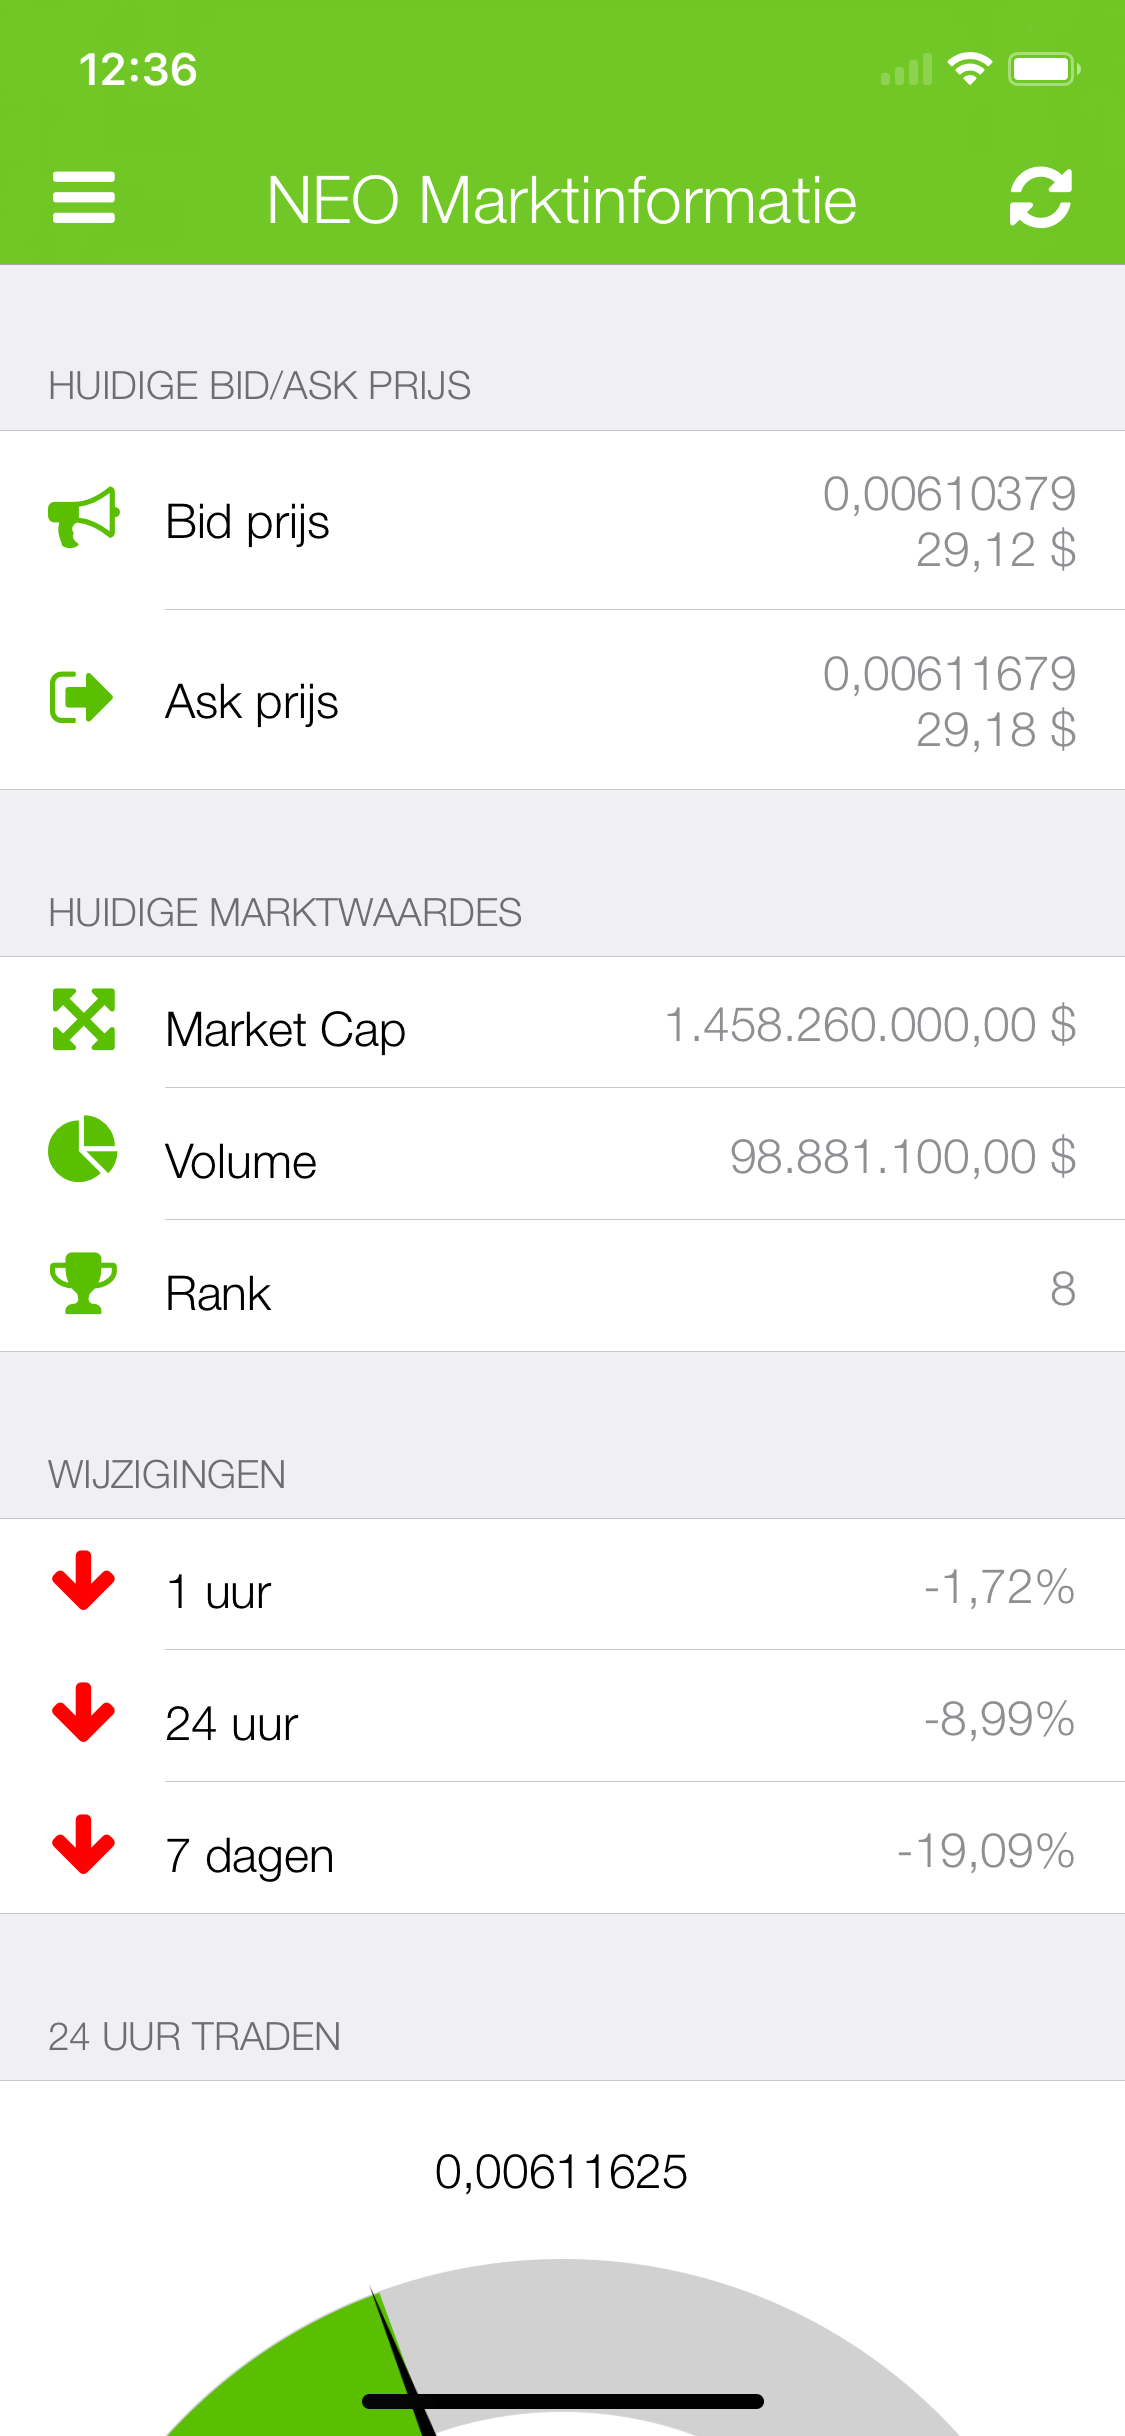 12:36
NEO Marktinformatie
HUIDIGE BID/ASK PRIJS
Bid prijs
0,00610379
29,12 $
Ask prijs
0,00611679
29,18 $
HUIDIGE MARKTWAARDES
Market Cap 1.458.260.000,00 $
Volume 98.881.100,00 $
Rank 8
WIJZIGINGEN
1 uur -1,72%
24 uur -8,99%
7 dagen -19,09%
24 UUR TRADEN
0,00611625